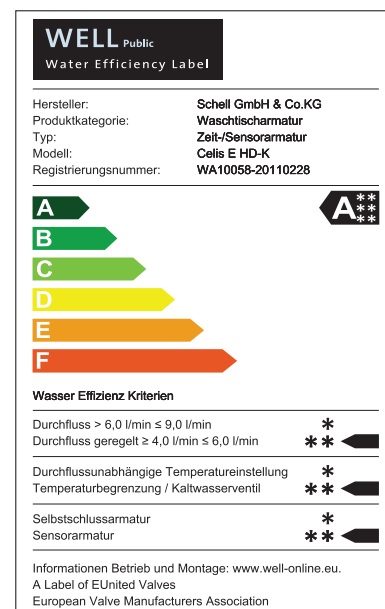 WELL Public
Water Efficiency Label
Hersteller: Schell GmbH & Co.KG
Produktkategorie: Waschtischarmatur
Typ: Zeit-/Sensorarmatur
Modell: Celis E HD-K
Registrierungsnummer: WA10058-20110228
A A******
B
C
D
E
F
Wasser Effizienz Kriterien
Durchfluss > 6,0 l/min ≤ 9,0 l/min *
Durchfluss geregelt ≥ 4,0 l/min ≤ 6,0 l/min **
Durchflussunabhängige Temperatureinstellung *
Temperaturbegrenzung / Kaltwasserventil **
Selbstschlussarmatur *
Sensorarmatur **
Informationen Betrieb und Montage: www.well-online.eu.
A Label of EUnited Valves
European Valve Manufacturers Association